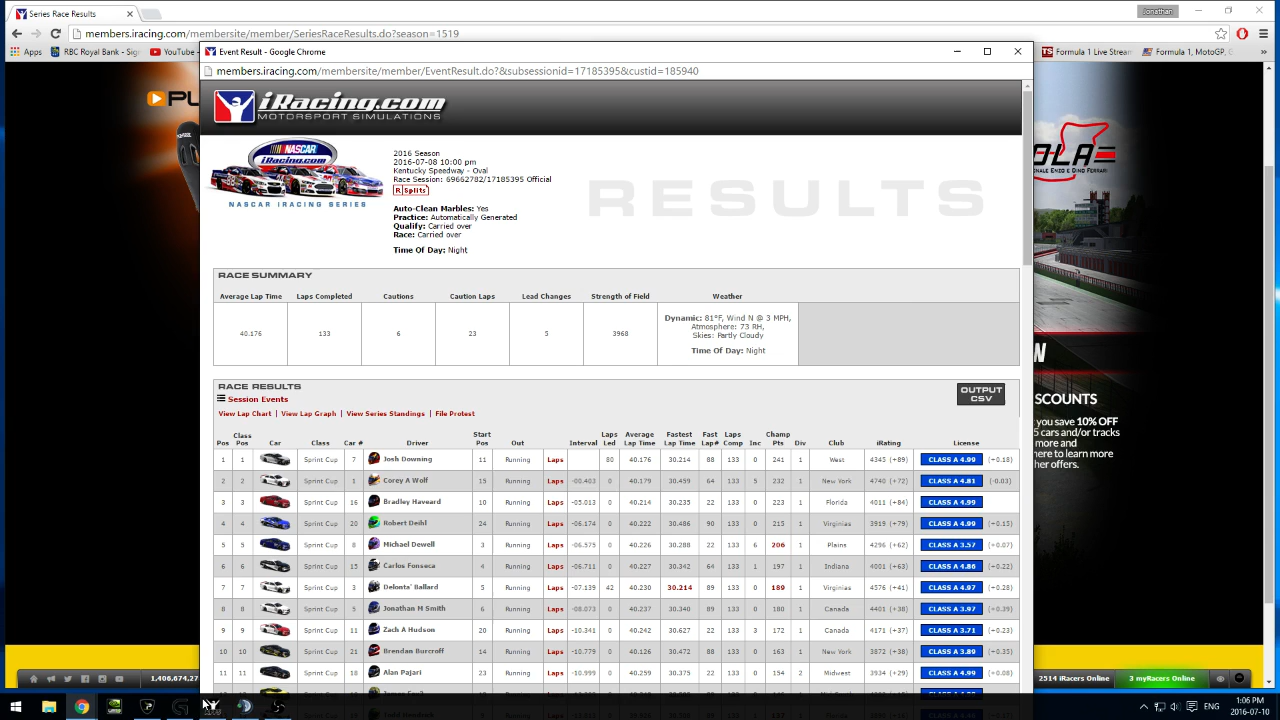 Series Race Results
Jonathan
members.iracing.com/membersite/member/SeriesRaceResults.do?season=1519
Apps
RBC Royal Bank - Sig
YouTube
Formula 1 Live Stream
Formula 1, MotoGP,
Event Result - Google Chrome
members.iracing.com/membersite/member/EventResult.do?&subsessionid=17185395&custid=185940
iRacing.com
MOTORSPORT SIMULATIONS
NASCAR
iRacing.com
NASCAR iRACING SERIES
2016 Season
2016-07-08 10:00 pm
Kentucky Speedway - Oval
Race Session: 69662782/17185395 Official
Splits
Auto-Clean Marbles: Yes
Practice: Automatically Generated
Qualify: Carried over
Race: Carried over
Time Of Day: Night
RESULTS
RACE SUMMARY
Average Lap Time Laps Completed Cautions Caution Laps Lead Changes Strength of Field Weather
40.176 133 6 23 5 3968
Dynamic: 81°F, Wind N @ 3 MPH,
Atmosphere: 73 RH,
Skies: Partly Cloudy
Time Of Day: Night
RACE RESULTS
OUTPUT CSV
Session Events
View Lap Chart | View Lap Graph | View Series Standings | File Protest
Pos Class Pos Car Class Car # Driver Start Pos Out Interval Laps Led Average Lap Time Fastest Lap Time Fast Lap# Laps Comp Inc Champ Pts Div Club iRating License
1 1 Sprint Cup 7 Josh Downing 11 Running Laps 80 40.176 30.214 88 133 0 241 1 West 4345 (+89) CLASS A 4.99 (+0.18)
2 2 Sprint Cup 1 Corey A Wolf 15 Running Laps -00.403 0 40.179 30.459 64 133 5 232 1 New York 4740 (+72) CLASS A 4.81 (-0.03)
3 3 Sprint Cup 16 Bradley Haveard 10 Running Laps -05.013 0 40.214 30.235 22 133 0 223 1 Florida 4011 (+84) CLASS A 4.99
4 4 Sprint Cup 20 Robert Deihl 24 Running Laps -06.174 0 40.222 30.486 90 133 0 215 1 Virginias 3919 (+79) CLASS A 4.99 (+0.15)
5 5 Sprint Cup 8 Michael Dewell 3 Running Laps -06.575 0 40.226 30.288 22 133 6 206 1 Plains 4296 (+62) CLASS A 3.57 (+0.07)
6 6 Sprint Cup 15 Carlos Fonseca 4 Running Laps -06.711 0 40.227 30.342 64 133 1 197 1 Indiana 4001 (+63) CLASS A 4.86 (+0.22)
7 7 Sprint Cup 3 Delonta' Ballard 5 Running Laps -07.139 42 40.230 30.214 89 133 0 189 1 Virginias 4576 (+41) CLASS A 4.97 (+0.28)
8 8 Sprint Cup 5 Jonathan M Smith 6 Running Laps -08.073 0 40.237 30.340 22 133 0 180 1 Canada 4401 (+38) CLASS A 3.97 (+0.39)
9 9 Sprint Cup 11 Zach A Hudson 20 Running Laps -10.341 0 40.242 30.627 22 133 3 172 1 Canada 4171 (+37) CLASS A 3.71 (+0.23)
10 10 Sprint Cup 21 Brendan Burcroff 14 Running Laps -10.779 0 40.126 30.472 88 133 0 163 1 New York 3872 (+38) CLASS A 3.89 (+0.35)
11 11 Sprint Cup 18 Alan Pajari 23 Running Laps -10.999 0 40.259 30.660 22 133 2 154 2 Midwest 3934 (+29) CLASS A 4.99 (+0.08)
OLA
NALE ENZO E DINO FERRARI
SCOUNTS
you save 10% OFF
5 cars and/or tracks
more and
here to learn more
her offers.
1,406,674,27
2514 iRacers Online
3 myRacers Online
ENG
1:06 PM
2016-07-10